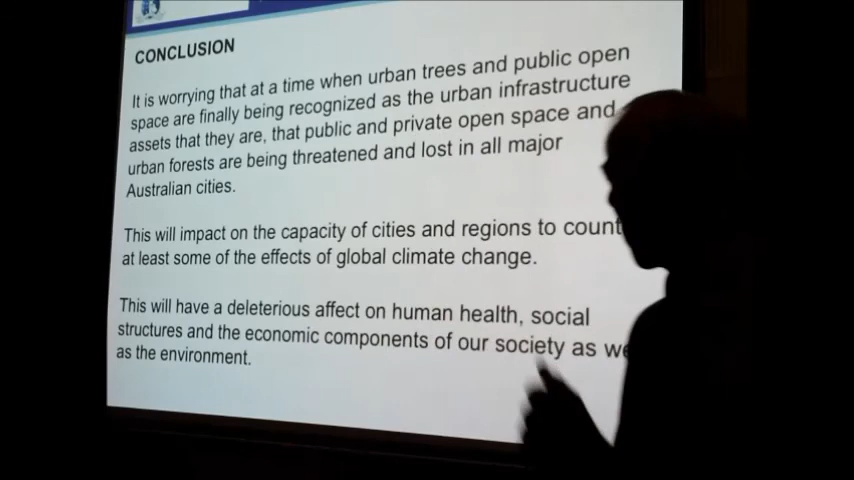 CONCLUSION
It is worrying that at a time when urban trees and public open
space are finally being recognized as the urban infrastructure
assets that they are, that public and private open space and
urban forests are being threatened and lost in all major
Australian cities.
This will impact on the capacity of cities and regions to count
at least some of the effects of global climate change.
This will have a deleterious affect on human health, social
structures and the economic components of our society as we
as the environment.